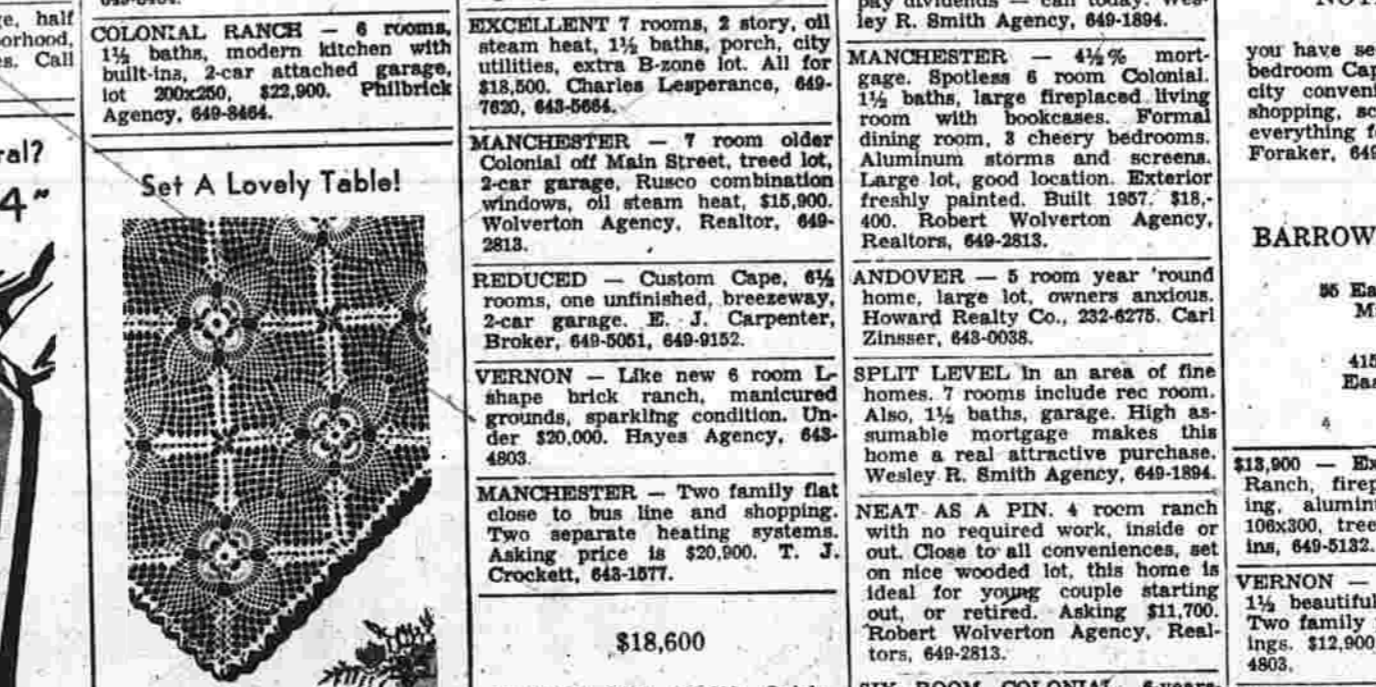 e, half
orhood,
es. Call
ral?
4"
COLONIAL RANCH — 6 rooms,
1½ baths, modern kitchen with
built-ins, 2-car attached garage,
lot 200x250, $22,900. Philbrick
Agency, 649-8464.
Set A Lovely Table!
EXCELLENT 7 rooms, 2 story, oil
steam heat, 1½ baths, porch, city
utilities, extra B-zone lot. All for
$18,500. Charles Lesperance, 649-
7620, 643-5664.
MANCHESTER — 7 room older
Colonial off Main Street, treed lot,
2-car garage, Rusco combination
windows, oil steam heat, $15,900.
Wolverton Agency, Realtor, 649-
2813.
REDUCED — Custom Cape, 6½
rooms, one unfinished, breezeway,
2-car garage. E. J. Carpenter,
Broker, 649-5051, 649-9152.
VERNON — Like new 6 room L-
shape brick ranch, manicured
grounds, sparkling condition. Un-
der $20,000. Hayes Agency, 643-
4803.
MANCHESTER — Two family flat
close to bus line and shopping.
Two separate heating systems.
Asking price is $20,900. T. J.
Crockett, 643-1577.
$18,600
pay dividends — call today. Wes-
ley R. Smith Agency, 649-1894.
MANCHESTER — 4½% mort-
gage. Spotless 6 room Colonial.
1½ baths, large fireplaced living
room with bookcases. Formal
dining room, 3 cheery bedrooms.
Aluminum storms and screens.
Large lot, good location. Exterior
freshly painted. Built 1957. $18,-
400. Robert Wolverton Agency,
Realtors, 649-2813.
ANDOVER — 5 room year 'round
home, large lot, owners anxious.
Howard Realty Co., 232-6275. Carl
Zinsser, 643-0038.
SPLIT LEVEL in an area of fine
homes. 7 rooms include rec room.
Also, 1½ baths, garage. High as-
sumable mortgage makes this
home a real attractive purchase.
Wesley R. Smith Agency, 649-1894.
NEAT AS A PIN. 4 room ranch
with no required work, inside or
out. Close to all conveniences, set
on nice wooded lot, this home is
ideal for young couple starting
out, or retired. Asking $11,700.
Robert Wolverton Agency, Real-
tors, 649-2813.
SIX ROOM COLONIAL, 6 years
you have se
bedroom Cap
city conveni
shopping, sc
everything f
Foraker, 649
BARROW
55 Ea
M
415
Eas
4
$13,900 — Ex
Ranch, firep
ing, alumin
106x300, tree
ins, 649-5132.
VERNON —
1½ beautiful
Two family
ings. $12,900
4803.